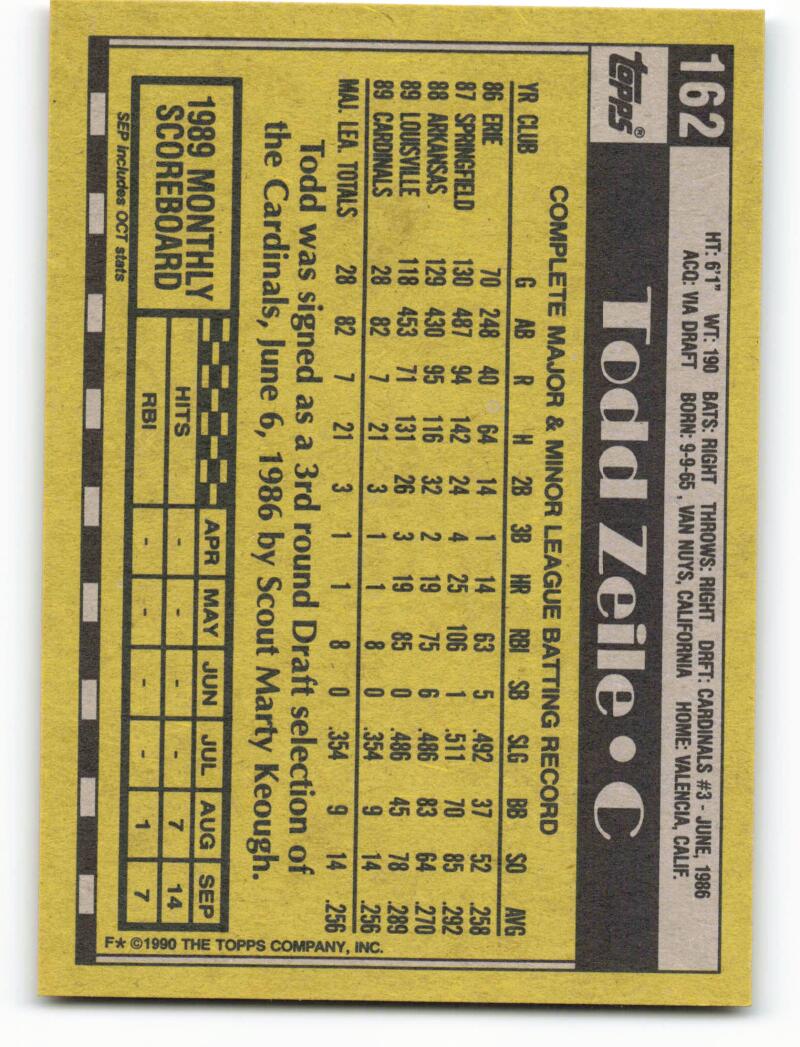 162
HT: 6'1" WT: 190 BATS: RIGHT THROWS: RIGHT DRFT: CARDINALS #3 - JUNE, 1986
ACQ: VIA DRAFT BORN: 9-9-65 , VAN NUYS, CALIFORNIA HOME: VALENCIA, CALIF.
topps®
Todd Zeile • C
COMPLETE MAJOR & MINOR LEAGUE BATTING RECORD
YR CLUB G AB R H 2B 3B HR RBI SB SLG BB SO AVG
86 ERIE 70 248 40 64 14 1 14 63 5 .492 37 52 .258
87 SPRINGFIELD 130 487 94 142 24 4 25 106 1 .511 70 85 .292
88 ARKANSAS 129 430 95 116 32 2 19 75 6 .486 83 64 .270
89 LOUISVILLE 118 453 71 131 26 3 19 85 0 .486 45 78 .289
89 CARDINALS 28 82 7 21 3 1 1 8 0 .354 9 14 .256
MAJ. LEA. TOTALS 28 82 7 21 3 1 1 8 0 .354 9 14 .256
Todd was signed as a 3rd round Draft selection of
the Cardinals, June 6, 1986 by Scout Marty Keough.
1989 MONTHLY
SCOREBOARD
APR MAY JUN JUL AUG SEP
HITS - - - - 7 14
RBI - - - - 1 7
SEP includes OCT stats
F* ©1990 THE TOPPS COMPANY, INC.